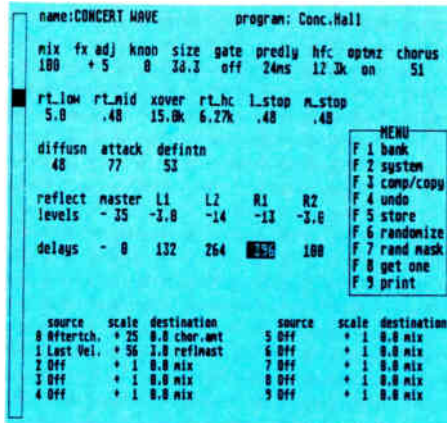 name:CONCERT WAVE program: Conc.Hall
mix fx adj knob size gate predly hfc optmz chorus
100 + 5 0 38.3 off 24ms 12.3k on 51
rt_low rt_mid xover rt_hc l_stop m_stop
5.0 .48 15.0k 6.27k .48 .48
diffusn attack defintn
48 77 53
reflect master L1 L2 R1 R2
levels - 35 -3.0 -14 -13 -3.0
delays - 0 132 264 396 100
MENU
F 1 bank
F 2 system
F 3 comp/copy
F 4 undo
F 5 store
F 6 randomize
F 7 rand mask
F 8 get one
F 9 print
source scale destination source scale destination
0 Aftertch. + 25 0.0 chor.amt 5 Off + 1 0.0 mix
1 Last Vel. + 56 3.0 reflmast 6 Off + 1 0.0 mix
2 Off + 1 0.0 mix 7 Off + 1 0.0 mix
3 Off + 1 0.0 mix 8 Off + 1 0.0 mix
4 Off + 1 0.0 mix 9 Off + 1 0.0 mix